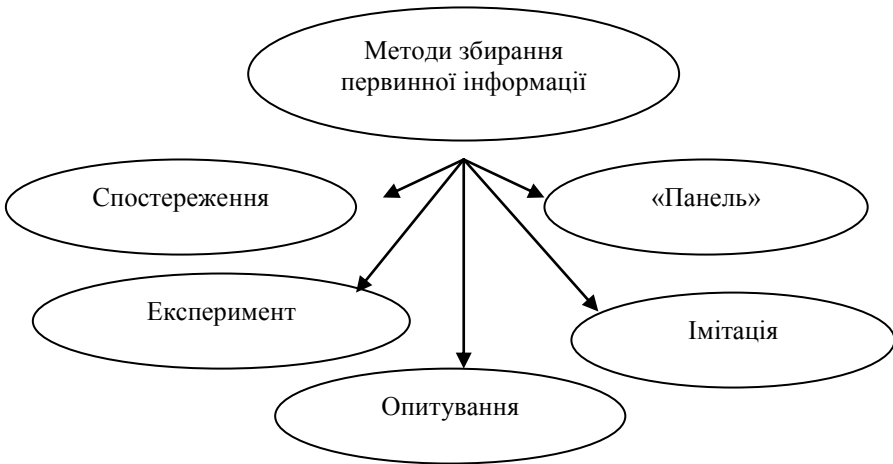 Методи збирання
первинної інформації
Спостереження
«Панель»
Експеримент
Імітація
Опитування